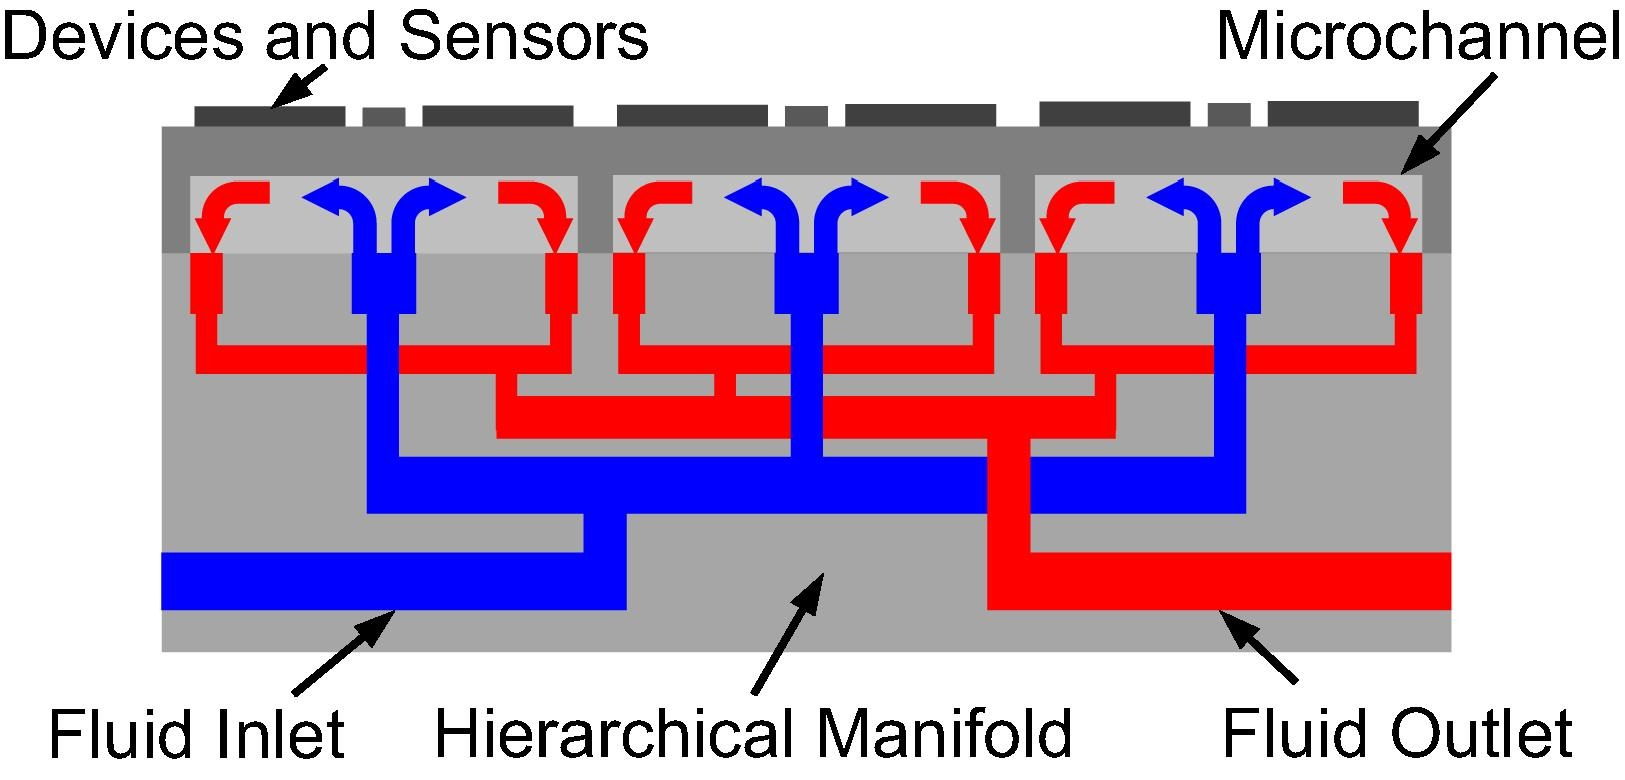 Devices and Sensors
Microchannel
Fluid Inlet
Hierarchical Manifold
Fluid Outlet